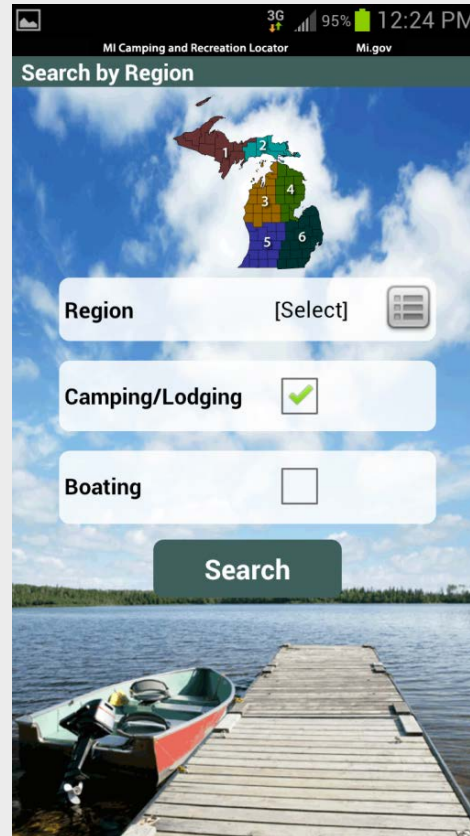 3G 95% 12:24 PM
MI Camping and Recreation Locator Mi.gov
Search by Region
1 2
3 4
5 6
Region [Select]
Camping/Lodging
Boating
Search